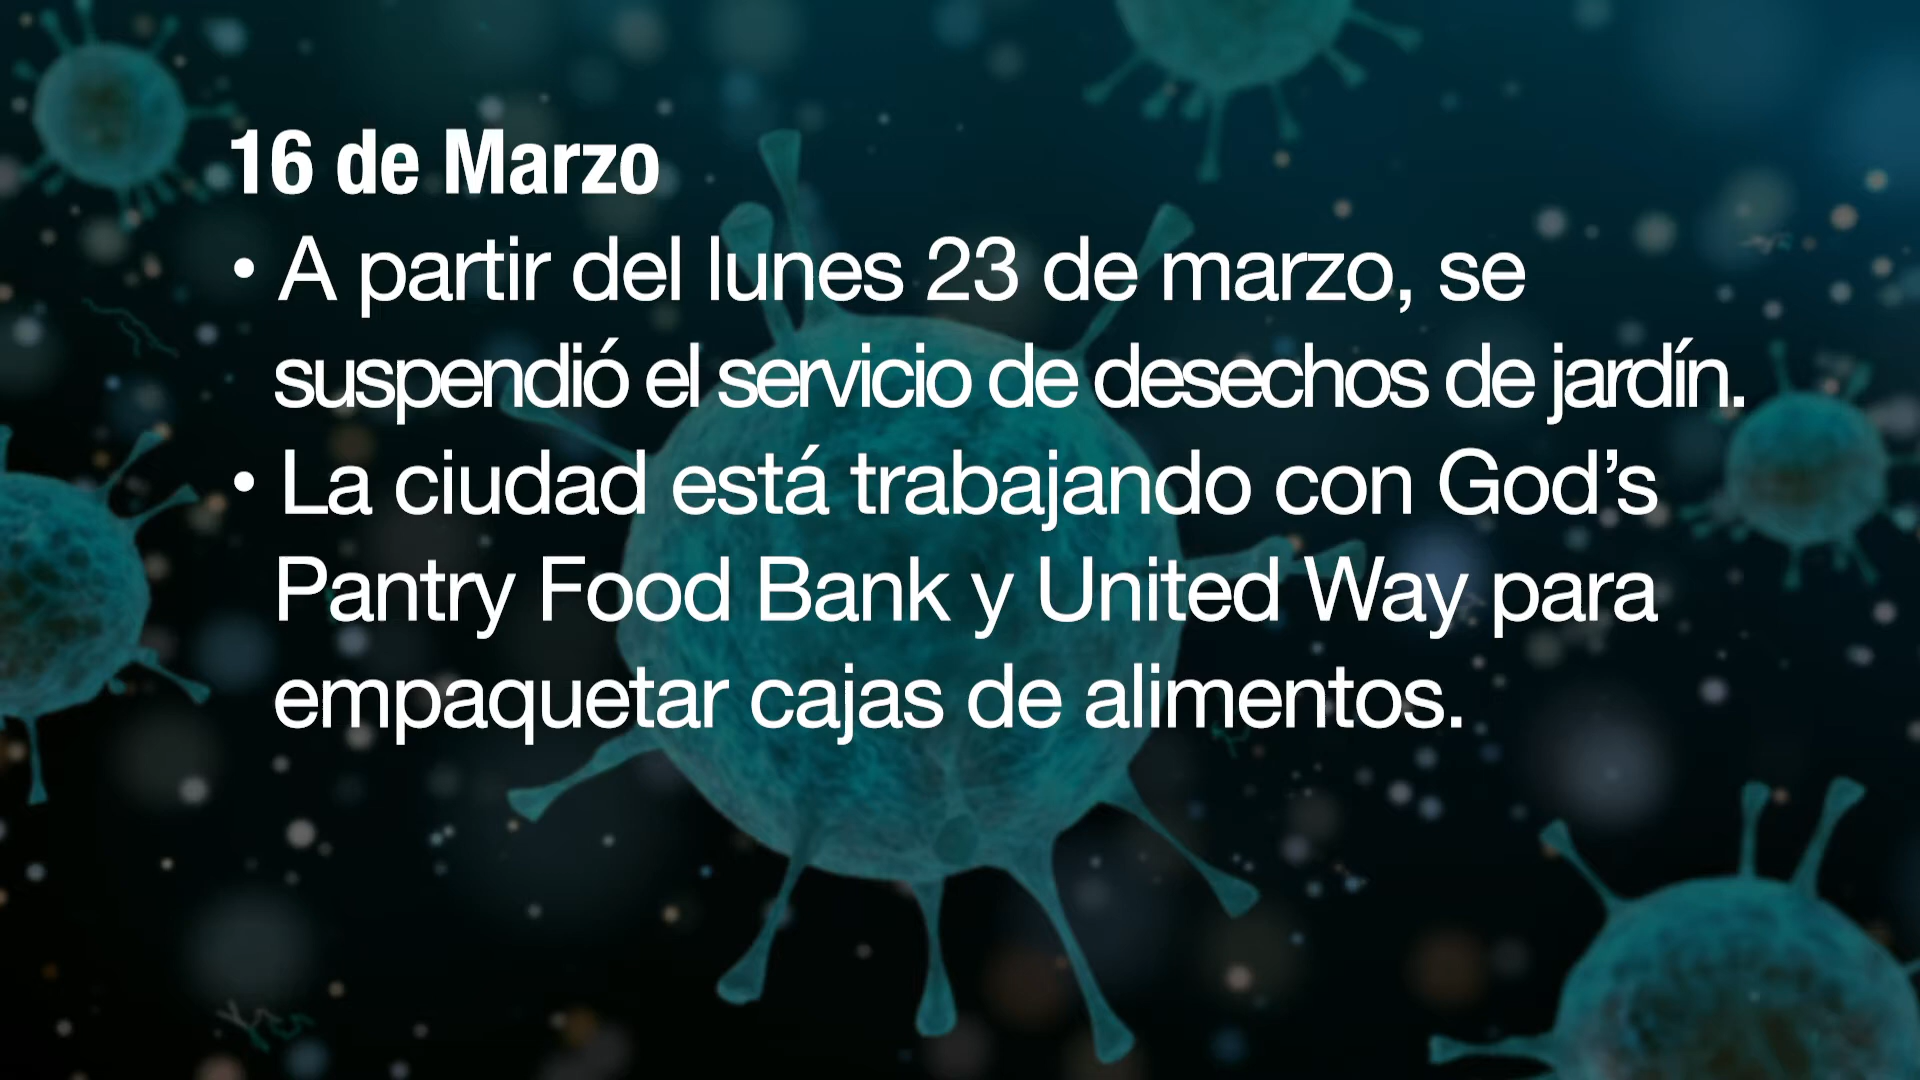 16 de Marzo
• A partir del lunes 23 de marzo, se
suspendió el servicio de desechos de jardín.
• La ciudad está trabajando con God’s
Pantry Food Bank y United Way para
empaquetar cajas de alimentos.